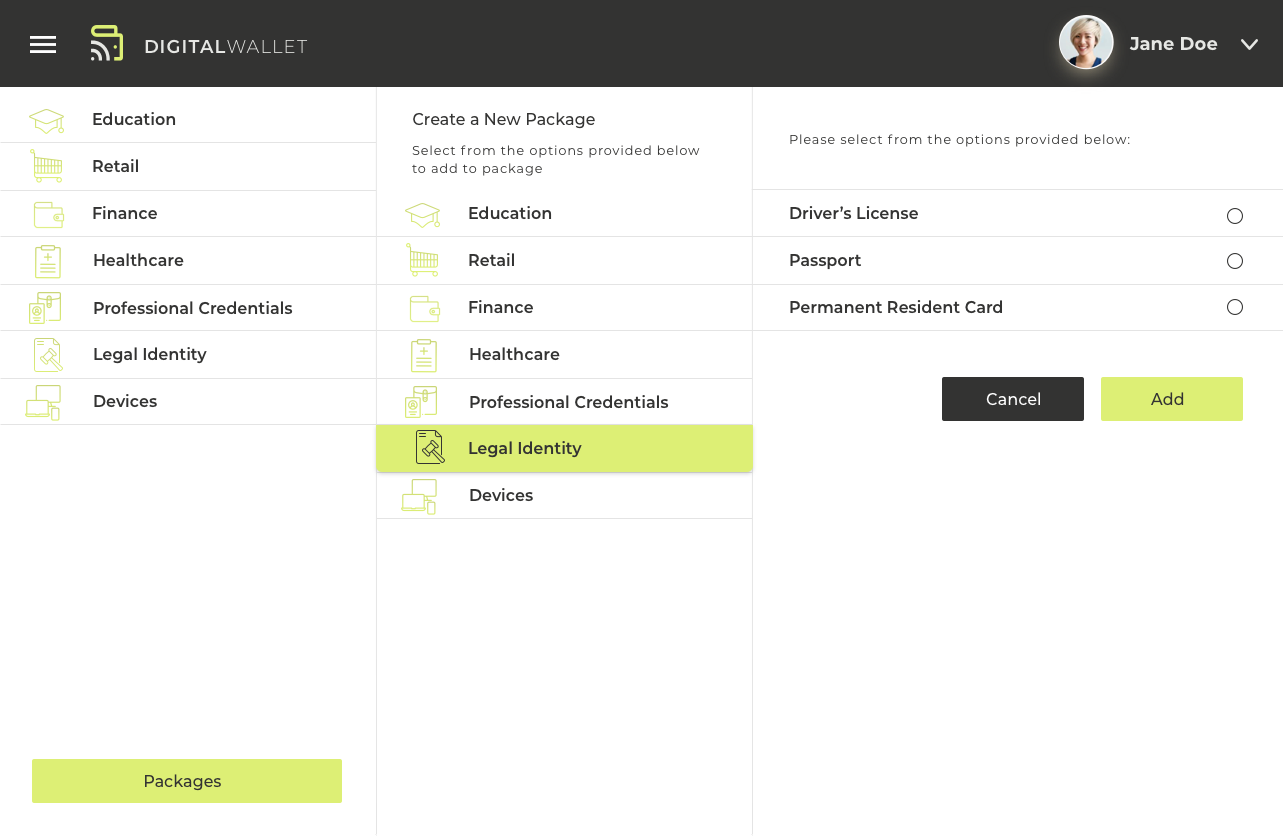 DIGITALWALLET
Jane Doe
Education
Retail
Finance
Healthcare
Professional Credentials
Legal Identity
Devices
Packages
Create a New Package
Select from the options provided below
to add to package
Education
Retail
Finance
Healthcare
Professional Credentials
Legal Identity
Devices
Please select from the options provided below:
Driver’s License
Passport
Permanent Resident Card
Cancel
Add